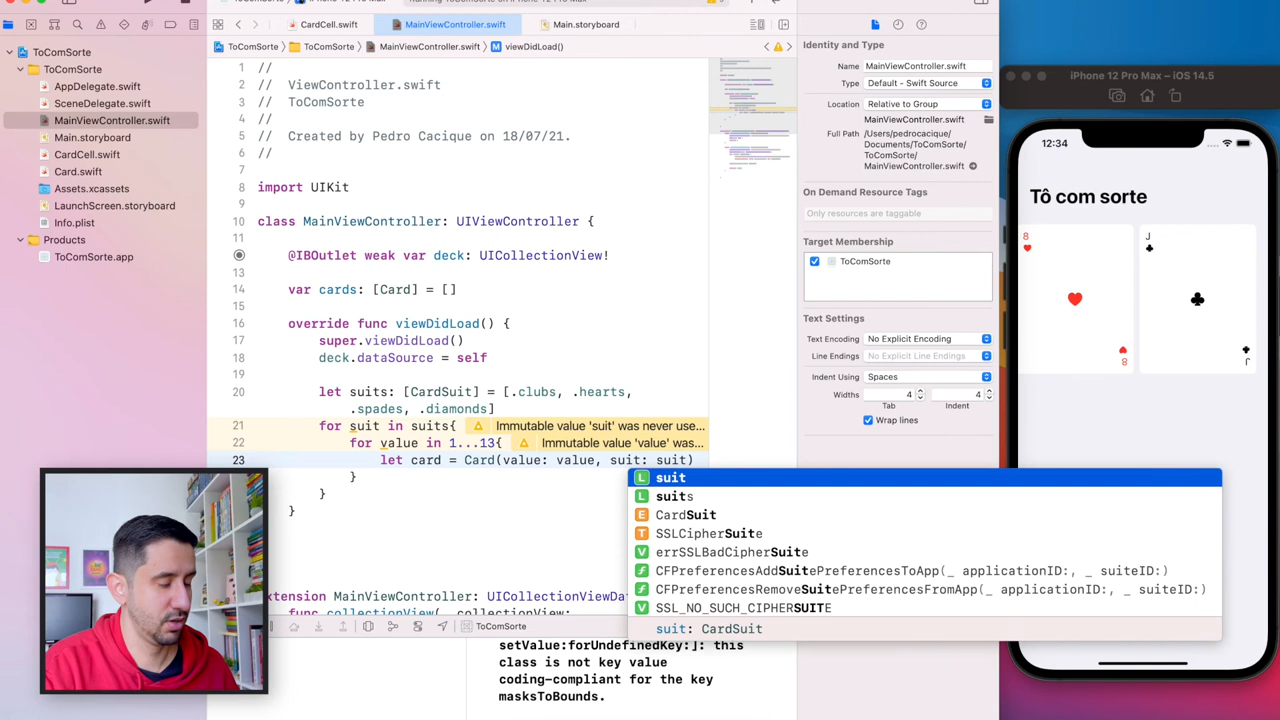 CardCell.swift
MainViewController.swift
Main.storyboard
ToComSorte
ToComSorte
AppDelegate.swift
SceneDelegate.swift
MainViewController.swift
Main.storyboard
CardCell.swift
Card.swift
Assets.xcassets
LaunchScreen.storyboard
Info.plist
Products
ToComSorte.app
ToComSorte
ToComSorte
MainViewController.swift
M viewDidLoad()
1 //
2 // ViewController.swift
3 // ToComSorte
4 //
5 // Created by Pedro Cacique on 18/07/21.
6 //
7
8 import UIKit
9
10 class MainViewController: UIViewController {
11
@IBOutlet weak var deck: UICollectionView!
13
14 var cards: [Card] = []
15
16 override func viewDidLoad() {
17 super.viewDidLoad()
18 deck.dataSource = self
19
20 let suits: [CardSuit] = [.clubs, .hearts,
.spades, .diamonds]
21 for suit in suits{ Immutable value 'suit' was never use...
22 for value in 1...13{ Immutable value 'value' was...
23 let card = Card(value: value, suit: suit)
}
}
}
extension MainViewController: UICollectionViewDat
func collectionView(_ collectionView:
L suit
L suits
E CardSuit
T SSLCipherSuite
V errSSLBadCipherSuite
f CFPreferencesAddSuitePreferencesToApp(_ applicationID:, _ suiteID:)
f CFPreferencesRemoveSuitePreferencesFromApp(_ applicationID:, _ suiteID:)
V SSL_NO_SUCH_CIPHERSUITE
suit: CardSuit
ToComSorte
setValue:forUndefinedKey:]: this
class is not key value
coding-compliant for the key
masksToBounds.
Identity and Type
Name MainViewController.swift
Type Default - Swift Source
Location Relative to Group
MainViewController.swift
Full Path /Users/pedrocacique/
Documents/ToComSorte/
ToComSorte/
MainViewController.swift
On Demand Resource Tags
Only resources are taggable
Target Membership
ToComSorte
Text Settings
Text Encoding No Explicit Encoding
Line Endings No Explicit Line Endings
Indent Using Spaces
Widths 4 4
Tab Indent
Wrap lines
iPhone 12 Pro Max – iOS 14.5
12:34
Tô com sorte
8
J
8
J